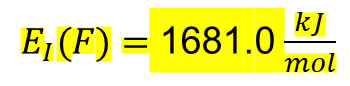 E_I(F) = 1681.0 kJ/mol